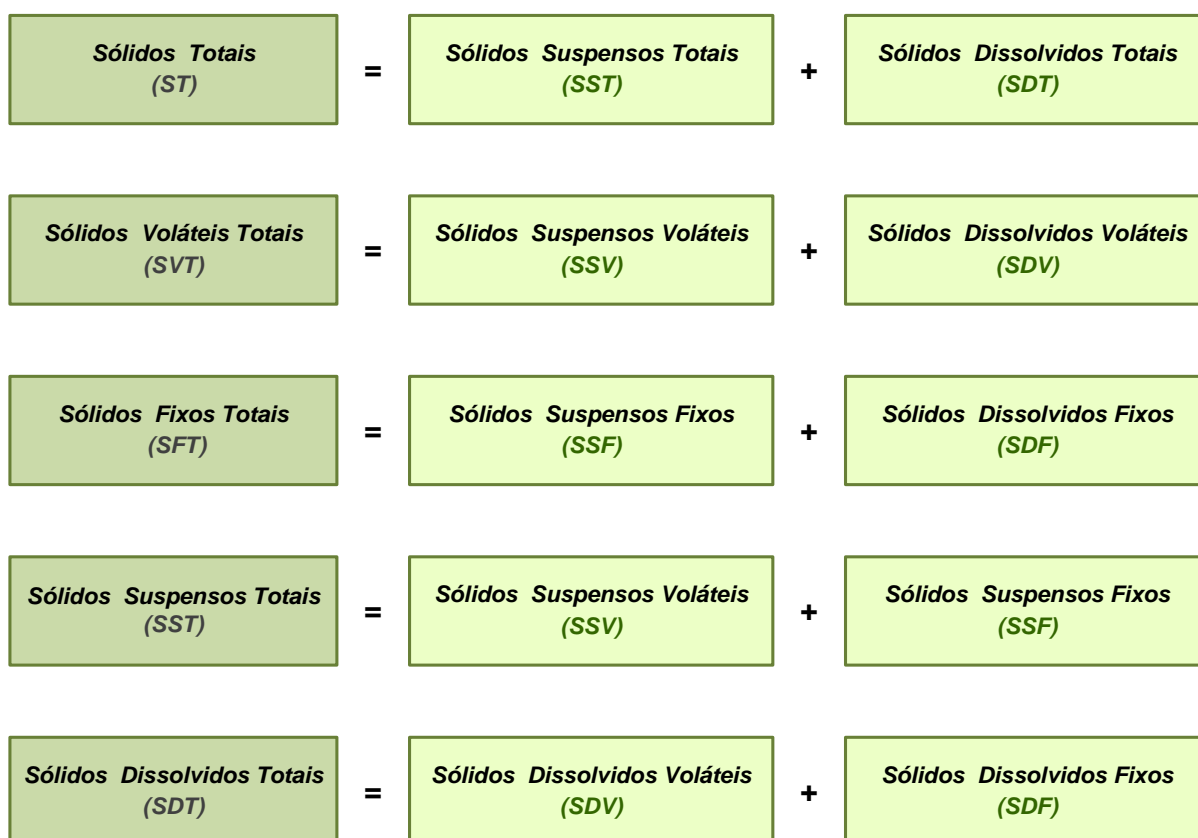 Sólidos Totais
(ST)
=
Sólidos Suspensos Totais
(SST)
+
Sólidos Dissolvidos Totais
(SDT)
Sólidos Voláteis Totais
(SVT)
=
Sólidos Suspensos Voláteis
(SSV)
+
Sólidos Dissolvidos Voláteis
(SDV)
Sólidos Fixos Totais
(SFT)
=
Sólidos Suspensos Fixos
(SSF)
+
Sólidos Dissolvidos Fixos
(SDF)
Sólidos Suspensos Totais
(SST)
=
Sólidos Suspensos Voláteis
(SSV)
+
Sólidos Suspensos Fixos
(SSF)
Sólidos Dissolvidos Totais
(SDT)
=
Sólidos Dissolvidos Voláteis
(SDV)
+
Sólidos Dissolvidos Fixos
(SDF)